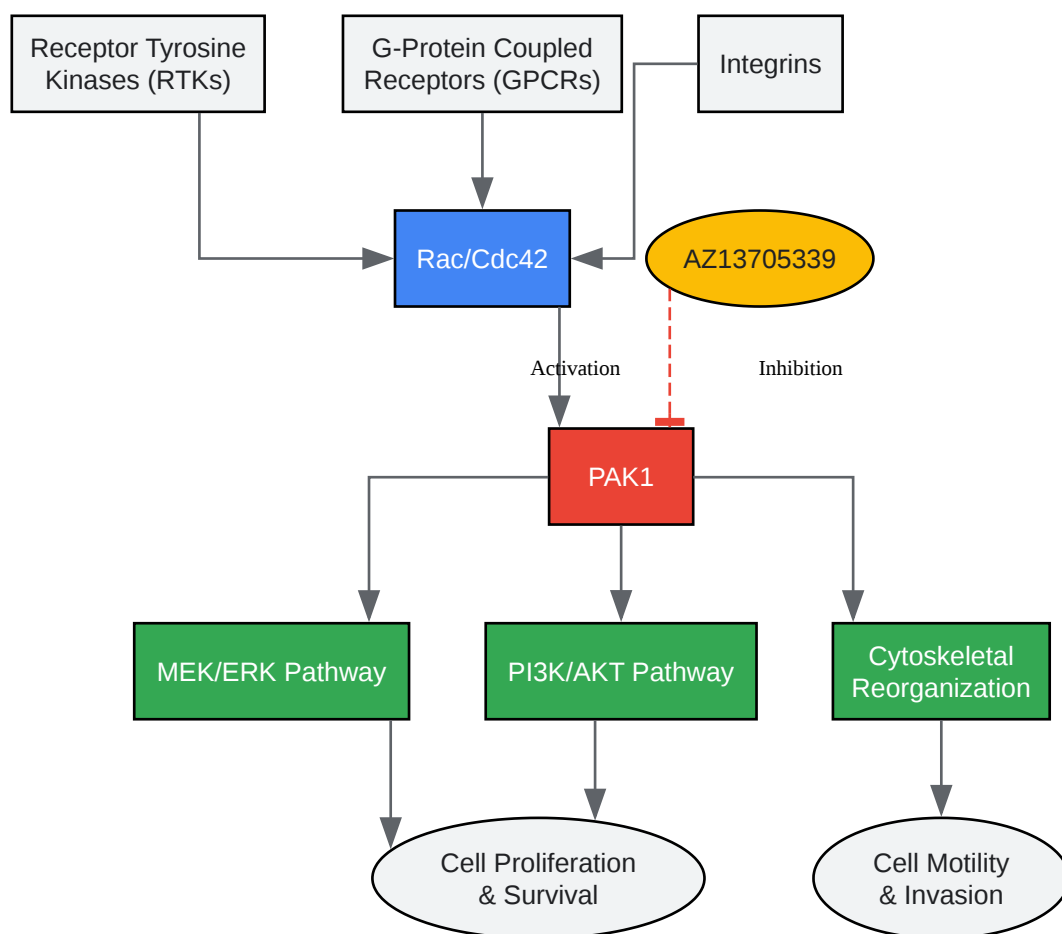 Receptor Tyrosine
Kinases (RTKs)
G-Protein Coupled
Receptors (GPCRs)
Integrins
Rac/Cdc42
AZ13705339
Activation
Inhibition
PAK1
MEK/ERK Pathway
PI3K/AKT Pathway
Cytoskeletal
Reorganization
Cell Proliferation
& Survival
Cell Motility
& Invasion